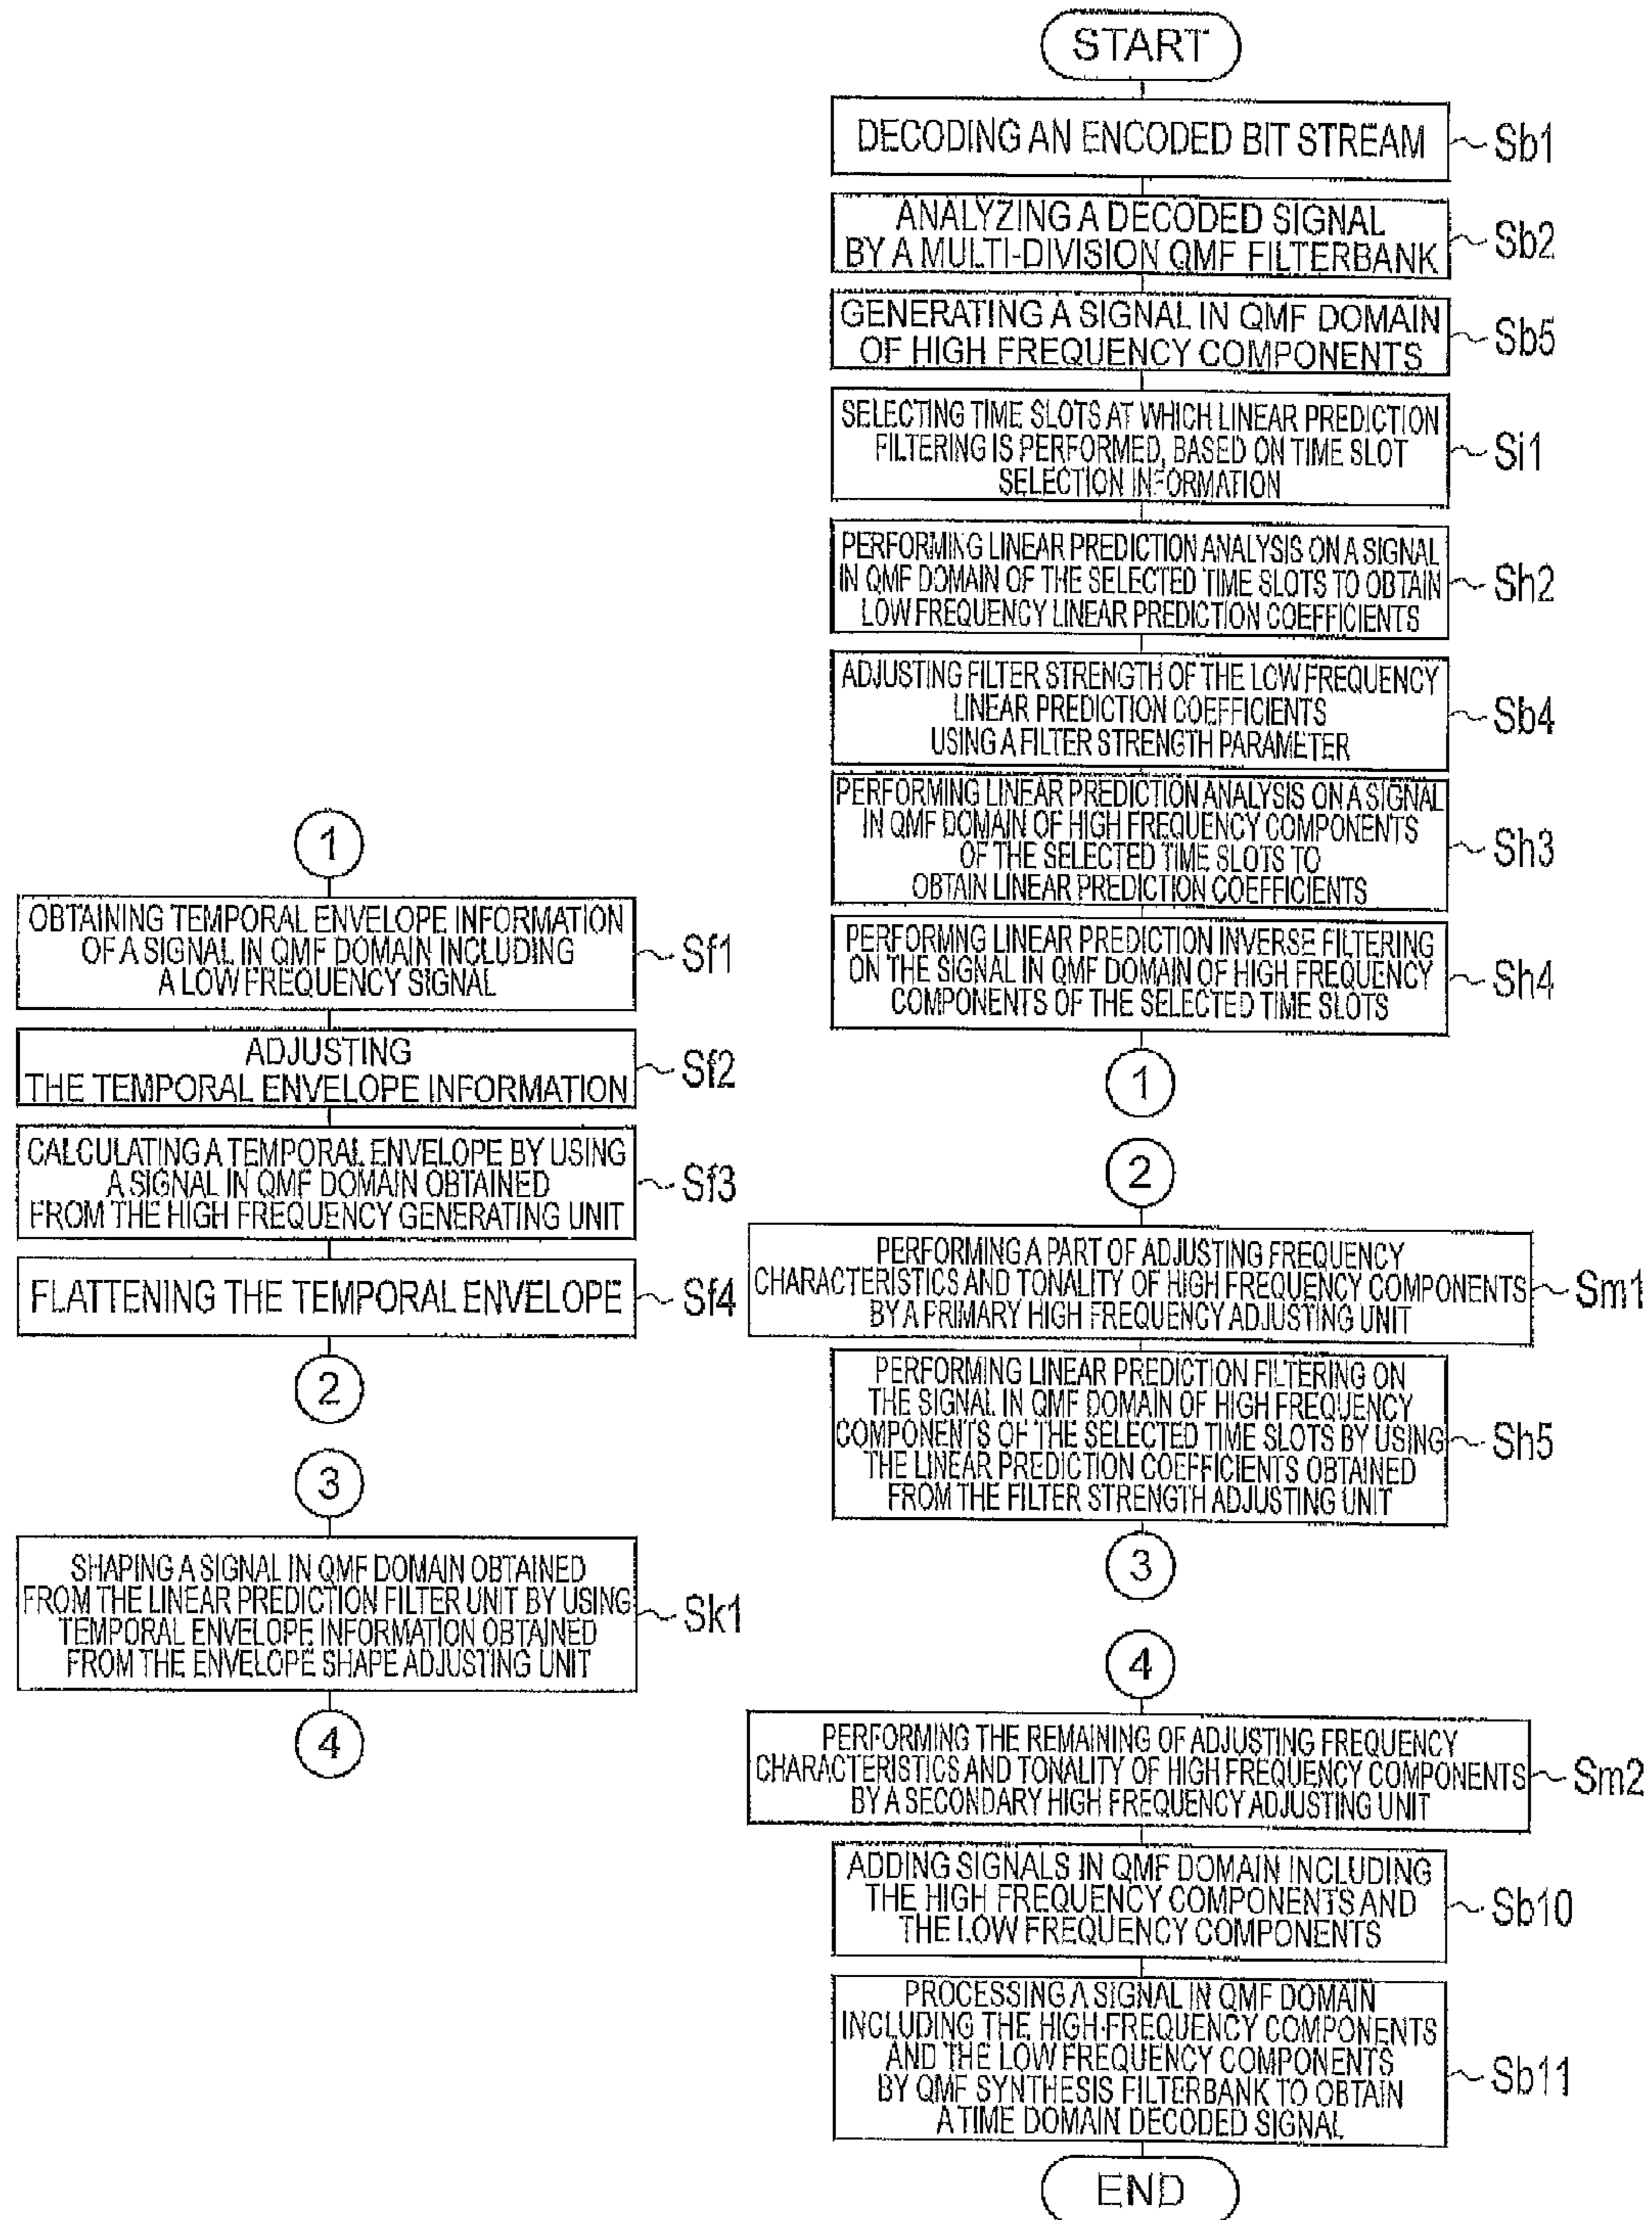 START
DECODING AN ENCODED BIT STREAM
Sb1
ANALYZING A DECODED SIGNAL
BY A MULTI-DIVISION QMF FILTERBANK
Sb2
GENERATING A SIGNAL IN QMF DOMAIN
OF HIGH FREQUENCY COMPONENTS
Sb5
SELECTING TIME SLOTS AT WHICH LINEAR PREDICTION
FILTERING IS PERFORMED, BASED ON TIME SLOT
SELECTION INFORMATION
Si1
PERFORMING LINEAR PREDICTION ANALYSIS ON A SIGNAL
IN QMF DOMAIN OF THE SELECTED TIME SLOTS TO OBTAIN
LOW FREQUENCY LINEAR PREDICTION COEFFICIENTS
Sh2
ADJUSTING FILTER STRENGTH OF THE LOW FREQUENCY
LINEAR PREDICTION COEFFICIENTS
USING A FILTER STRENGTH PARAMETER
Sb4
PERFORMING LINEAR PREDICTION ANALYSIS ON A SIGNAL
IN QMF DOMAIN OF HIGH FREQUENCY COMPONENTS
OF THE SELECTED TIME SLOTS TO
OBTAIN LINEAR PREDICTION COEFFICIENTS
Sh3
PERFORMNG LINEAR PREDICTION INVERSE FILTERING
ON THE SIGNAL IN QMF DOMAIN OF HIGH FREQUENCY
COMPONENTS OF THE SELECTED TIME SLOTS
Sh4
1
1
OBTAINING TEMPORAL ENVELOPE INFORMATION
OF A SIGNAL IN QMF DOMAIN INCLUDING
A LOW FREQUENCY SIGNAL
Sf1
ADJUSTING
THE TEMPORAL ENVELOPE INFORMATION
Sf2
CALCULATING A TEMPORAL ENVELOPE BY USING
A SIGNAL IN QMF DOMAIN OBTAINED
FROM THE HIGH FREQUENCY GENERATING UNIT
Sf3
FLATTENING THE TEMPORAL ENVELOPE
Sf4
2
2
PERFORMING A PART OF ADJUSTING FREQUENCY
CHARACTERISTICS AND TONALITY OF HIGH FREQUENCY COMPONENTS
BY A PRIMARY HIGH FREQUENCY ADJUSTING UNIT
Sm1
PERFORMING LINEAR PREDICTION FILTERING ON
THE SIGNAL IN QMF DOMAIN OF HIGH FREQUENCY
COMPONENTS OF THE SELECTED TIME SLOTS BY USING
THE LINEAR PREDICTION COEFFICIENTS OBTAINED
FROM THE FILTER STRENGTH ADJUSTING UNIT
Sh5
3
3
SHAPING A SIGNAL IN QMF DOMAIN OBTAINED
FROM THE LINEAR PREDICTION FILTER UNIT BY USING
TEMPORAL ENVELOPE INFORMATION OBTAINED
FROM THE ENVELOPE SHAPE ADJUSTING UNIT
Sk1
4
4
PERFORMING THE REMAINING OF ADJUSTING FREQUENCY
CHARACTERISTICS AND TONALITY OF HIGH FREQUENCY COMPONENTS
BY A SECONDARY HIGH FREQUENCY ADJUSTING UNIT
Sm2
ADDING SIGNALS IN QMF DOMAIN INCLUDING
THE HIGH FREQUENCY COMPONENTS AND
THE LOW FREQUENCY COMPONENTS
Sb10
PROCESSING A SIGNAL IN QMF DOMAIN
INCLUDING THE HIGH-FREQUENCY COMPONENTS
AND THE LOW FREQUENCY COMPONENTS
BY QMF SYNTHESIS FILTERBANK TO OBTAIN
A TIME DOMAIN DECODED SIGNAL
Sb11
END